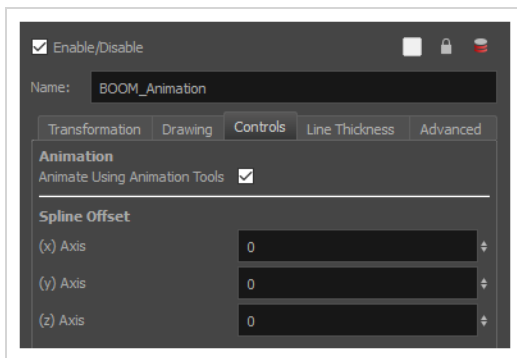 Enable/Disable
Name: BOOM_Animation
Transformation Drawing Controls Line Thickness Advanced
Animation
Animate Using Animation Tools
Spline Offset
(x) Axis 0
(y) Axis 0
(z) Axis 0